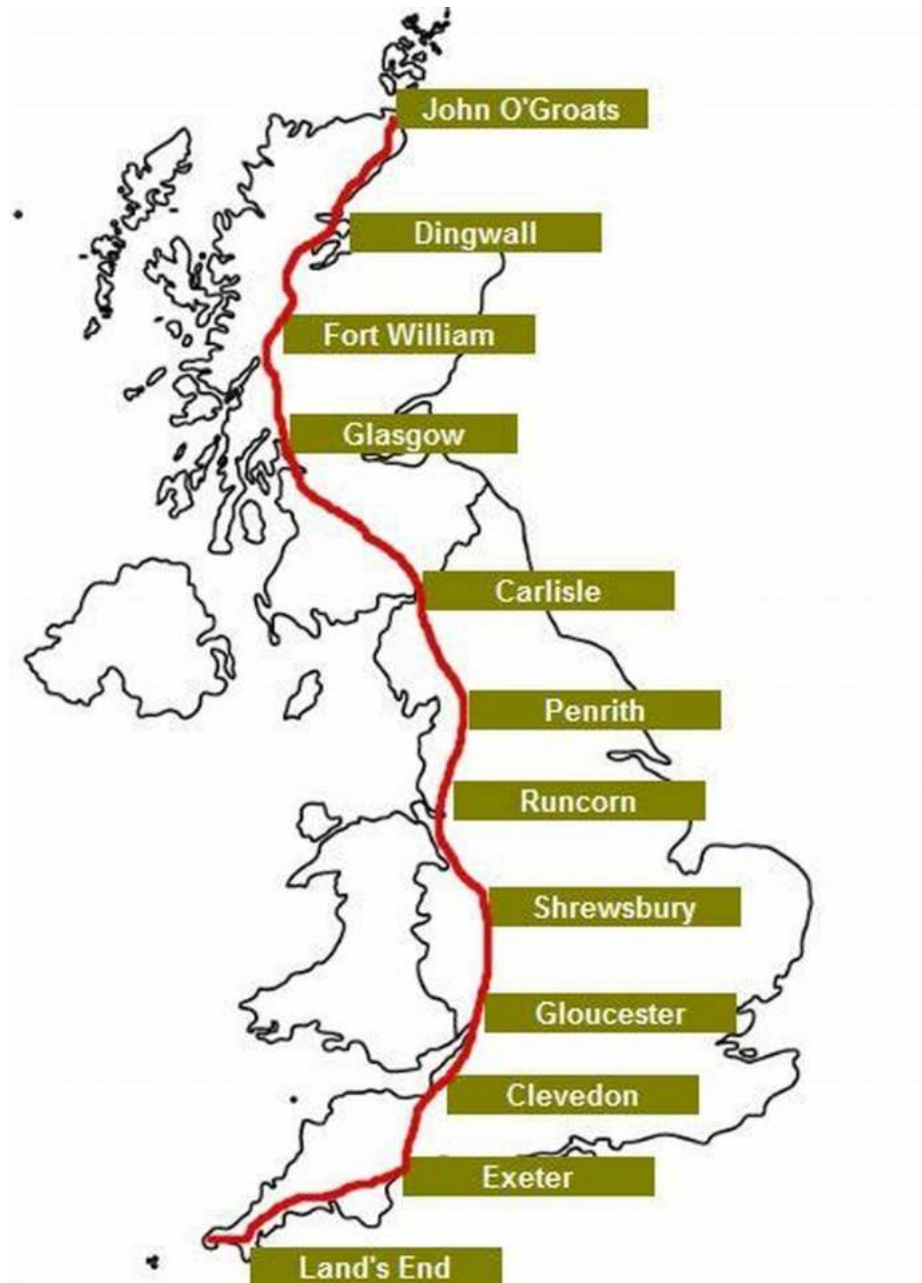 John O'Groats
Dingwall
Fort William
Glasgow
Carlisle
Penrith
Runcorn
Shrewsbury
Gloucester
Clevedon
Exeter
Land's End